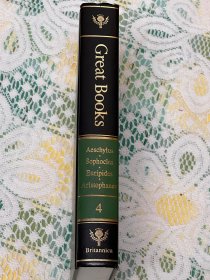 Great Books
Aeschylus
Sophocles
Euripides
Aristophanes
4
Britannica